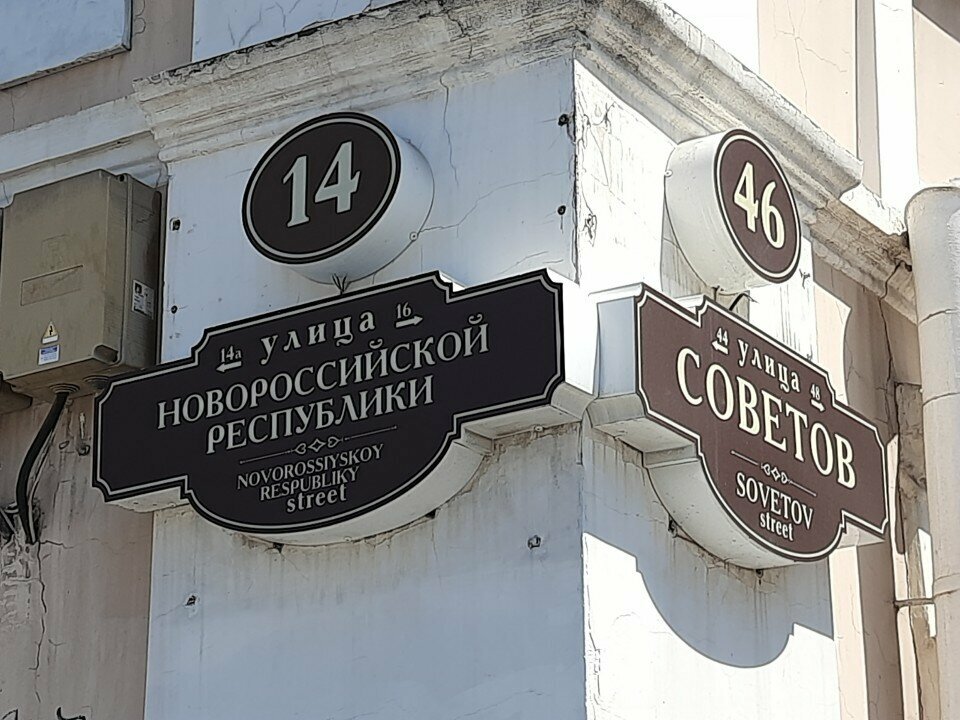 14
14а улица 16
НОВОРОССИЙСКОЙ
РЕСПУБЛИКИ
NOVOROSSIYSKOY
RESPUBLIKY
street
46
44 улица 48
СОВЕТОВ
SOVETOV
street